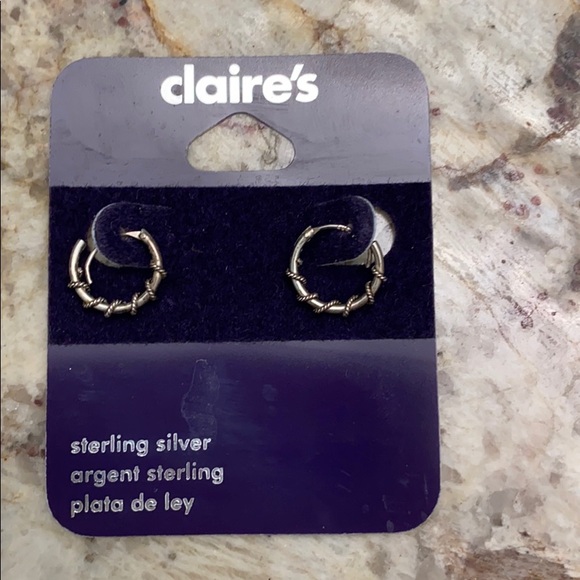 claire's
sterling silver
argent sterling
plata de ley